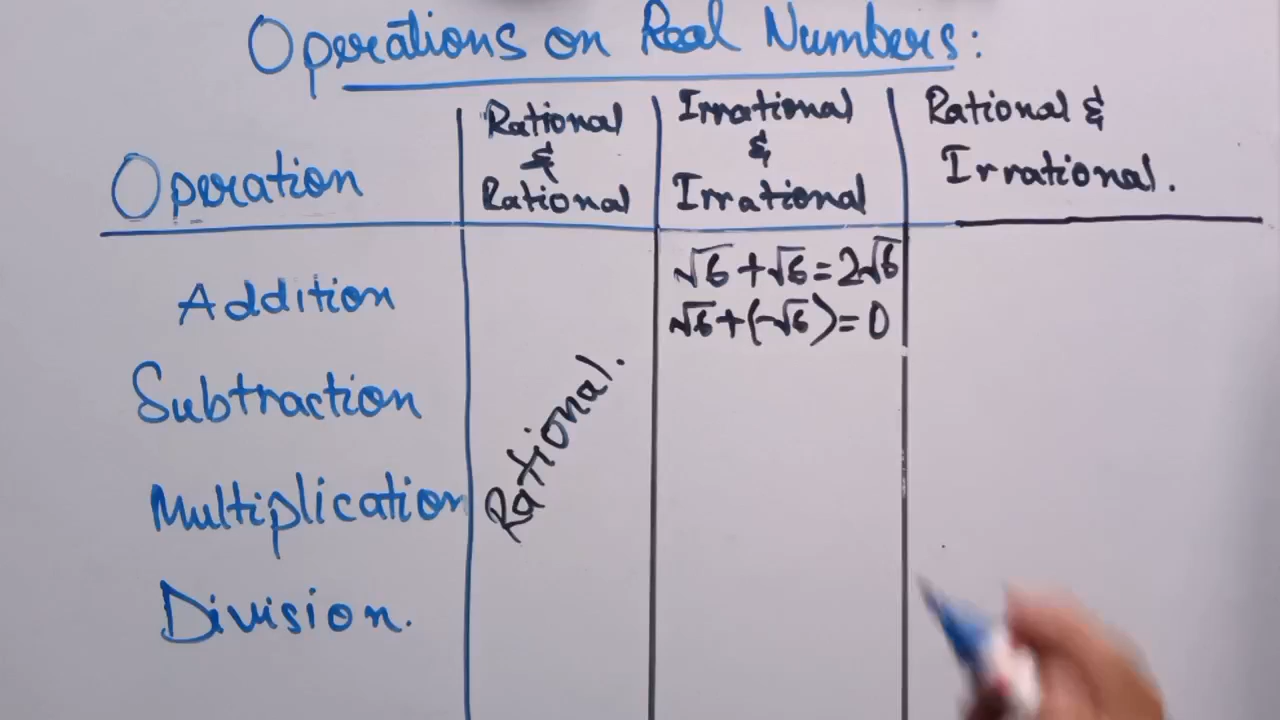 Operations on Real Numbers:
Operation
Rational
&
Rational
Irrational
&
Irrational
Rational &
Irrational.
Addition
√6 + √6 = 2√6
√6 + (-√6) = 0
Subtraction
Multiplication
Division.
Rational.